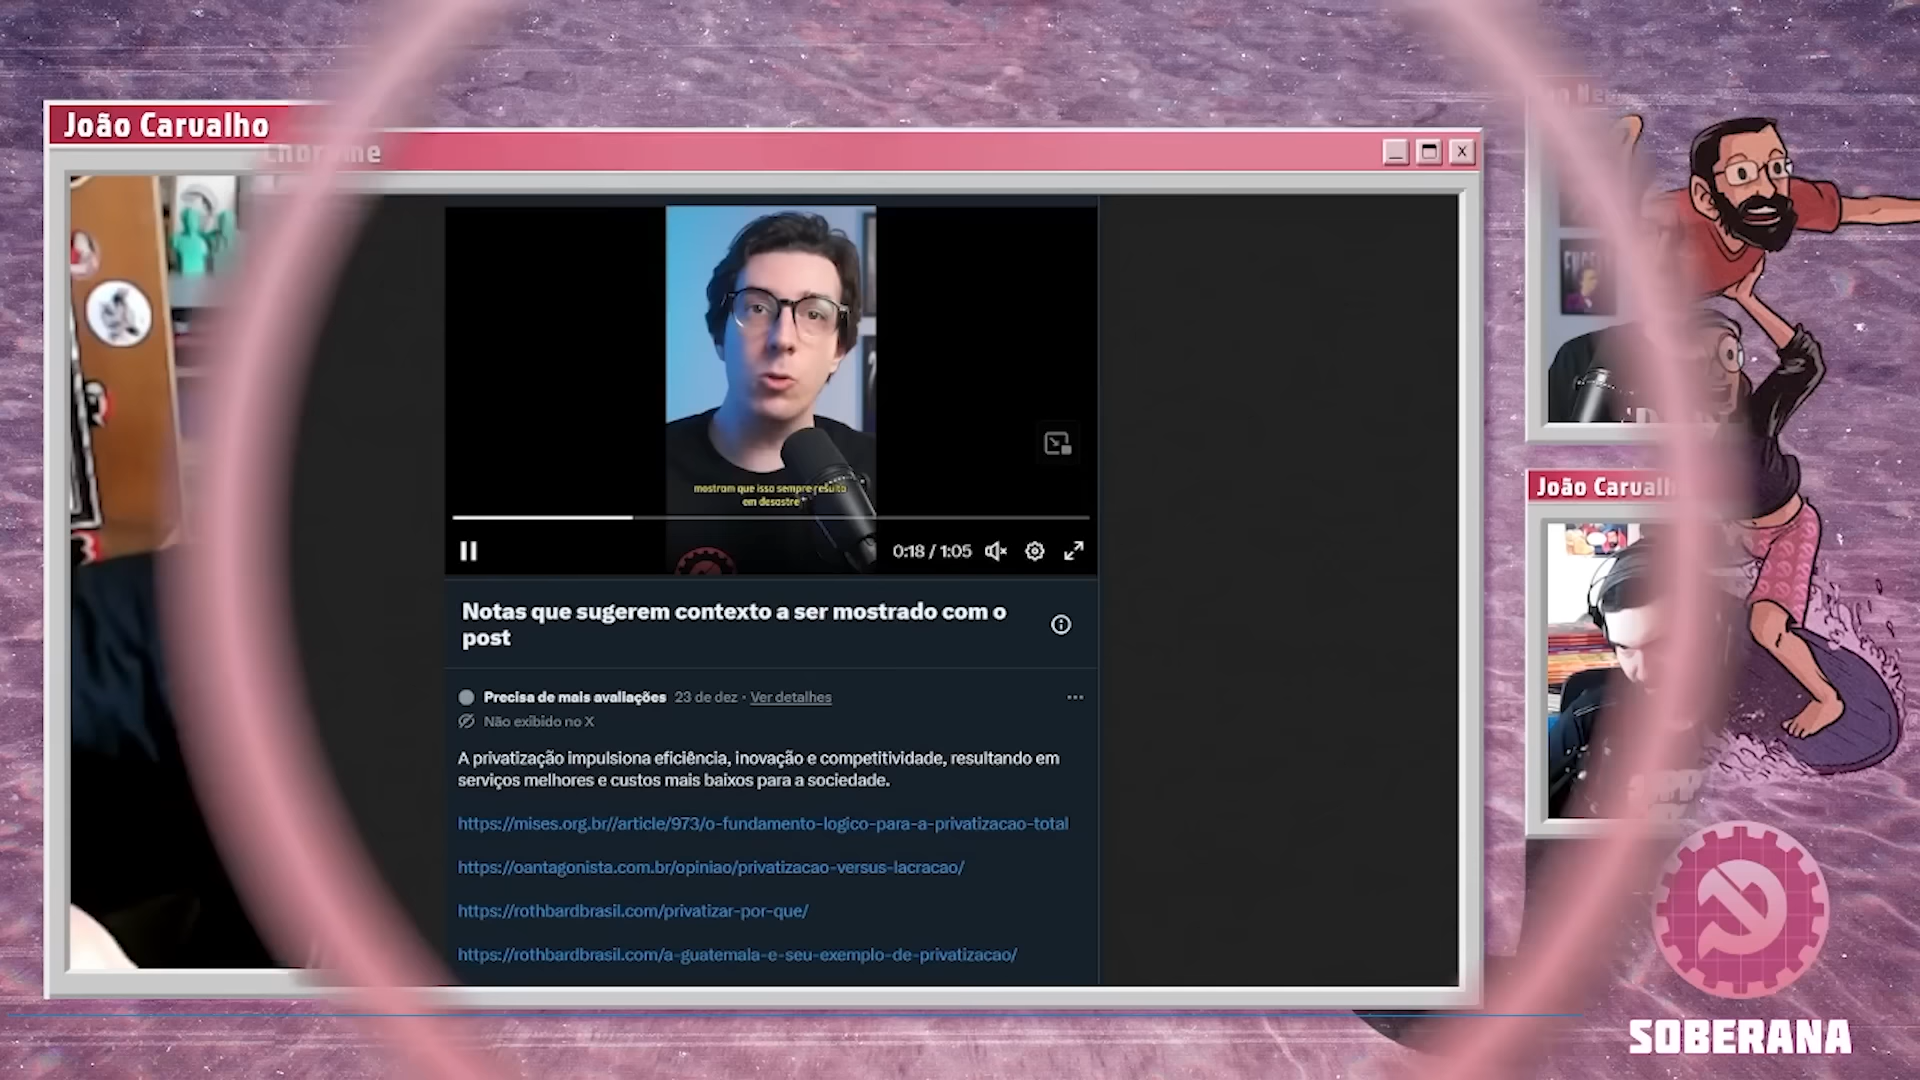 João Carvalho
Chorume
mostram que isso sempre resulta
em desastre
0:18 / 1:05
Notas que sugerem contexto a ser mostrado com o
post
Precisa de mais avaliações 23 de dez · Ver detalhes
Não exibido no X
A privatização impulsiona eficiência, inovação e competitividade, resultando em
serviços melhores e custos mais baixos para a sociedade.
https://mises.org.br//article/973/o-fundamento-logico-para-a-privatizacao-total
https://oantagonista.com.br/opiniao/privatizacao-versus-lacracao/
https://rothbardbrasil.com/privatizar-por-que/
https://rothbardbrasil.com/a-guatemala-e-seu-exemplo-de-privatizacao/
João Carvalh
SOBERANA